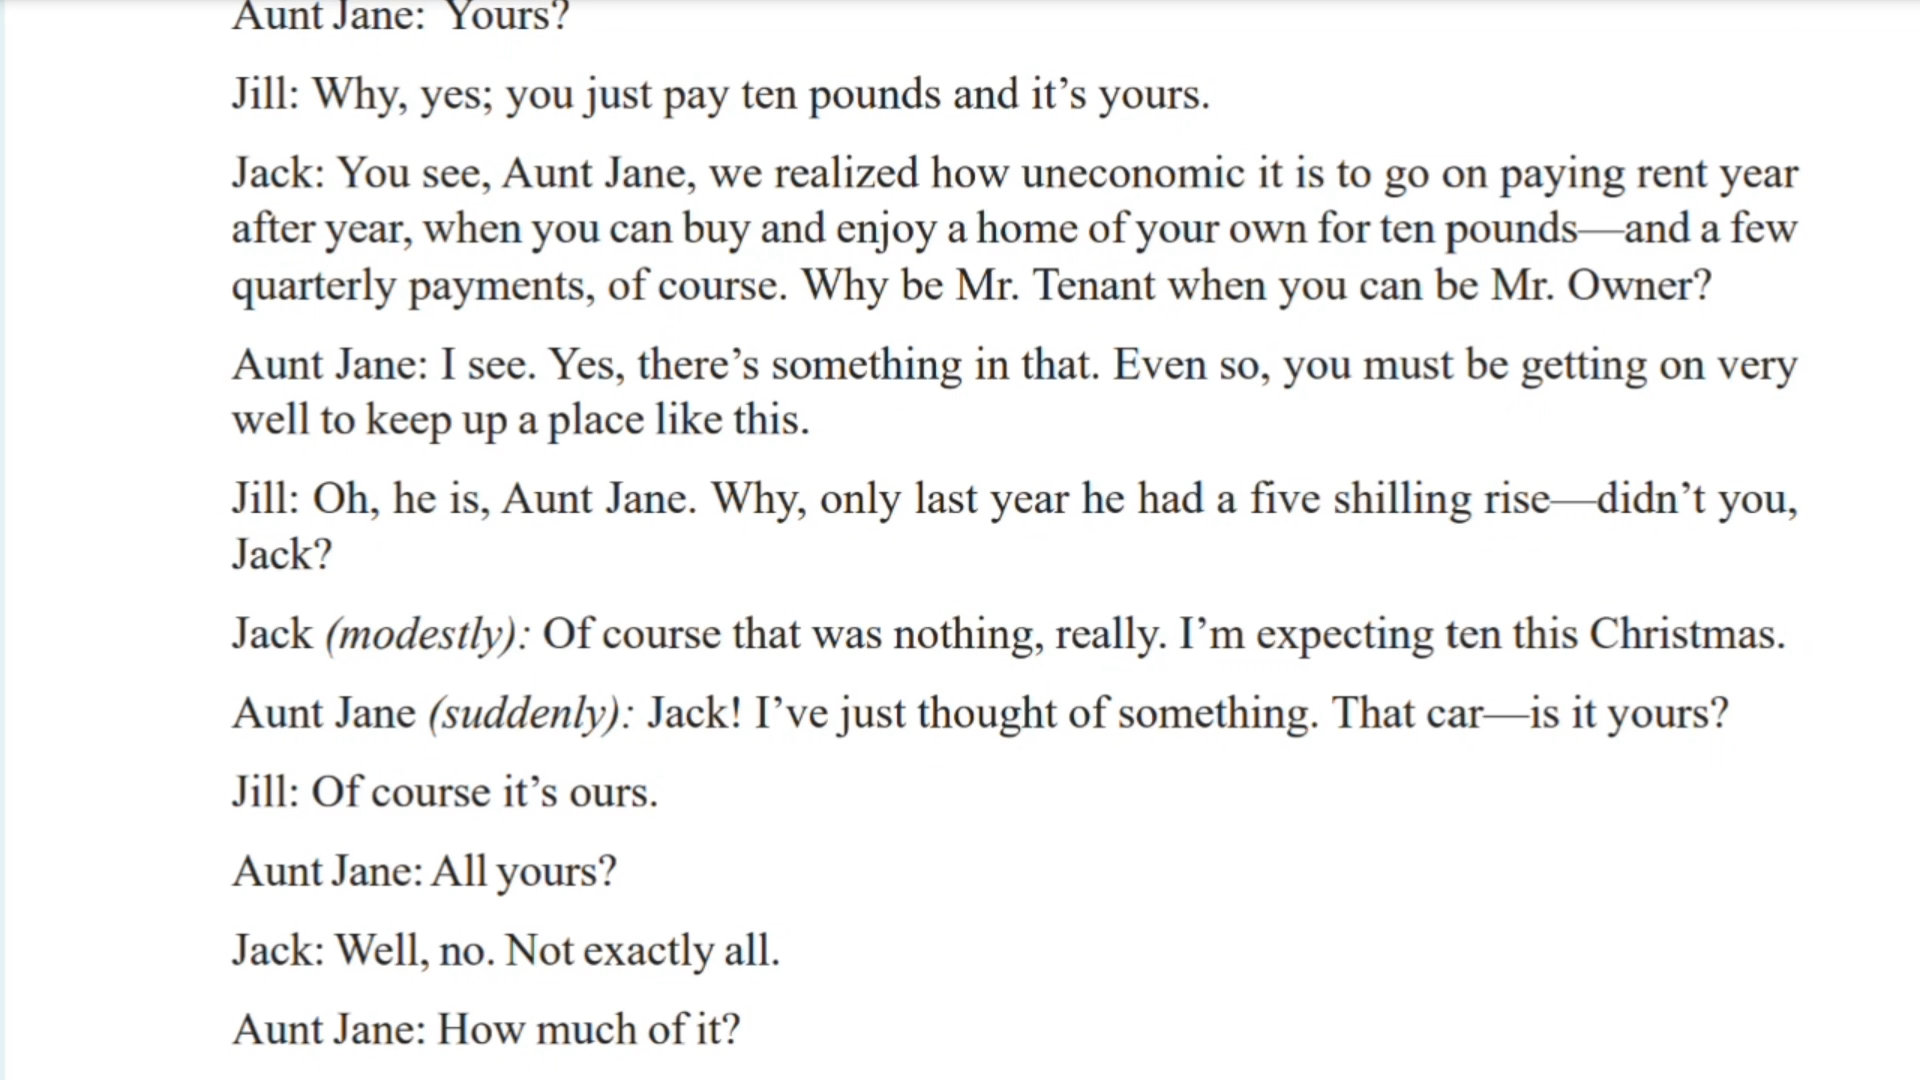 Aunt Jane: Yours?
Jill: Why, yes; you just pay ten pounds and it’s yours.
Jack: You see, Aunt Jane, we realized how uneconomic it is to go on paying rent year
after year, when you can buy and enjoy a home of your own for ten pounds—and a few
quarterly payments, of course. Why be Mr. Tenant when you can be Mr. Owner?
Aunt Jane: I see. Yes, there’s something in that. Even so, you must be getting on very
well to keep up a place like this.
Jill: Oh, he is, Aunt Jane. Why, only last year he had a five shilling rise—didn’t you,
Jack?
Jack (modestly): Of course that was nothing, really. I’m expecting ten this Christmas.
Aunt Jane (suddenly): Jack! I’ve just thought of something. That car—is it yours?
Jill: Of course it’s ours.
Aunt Jane: All yours?
Jack: Well, no. Not exactly all.
Aunt Jane: How much of it?